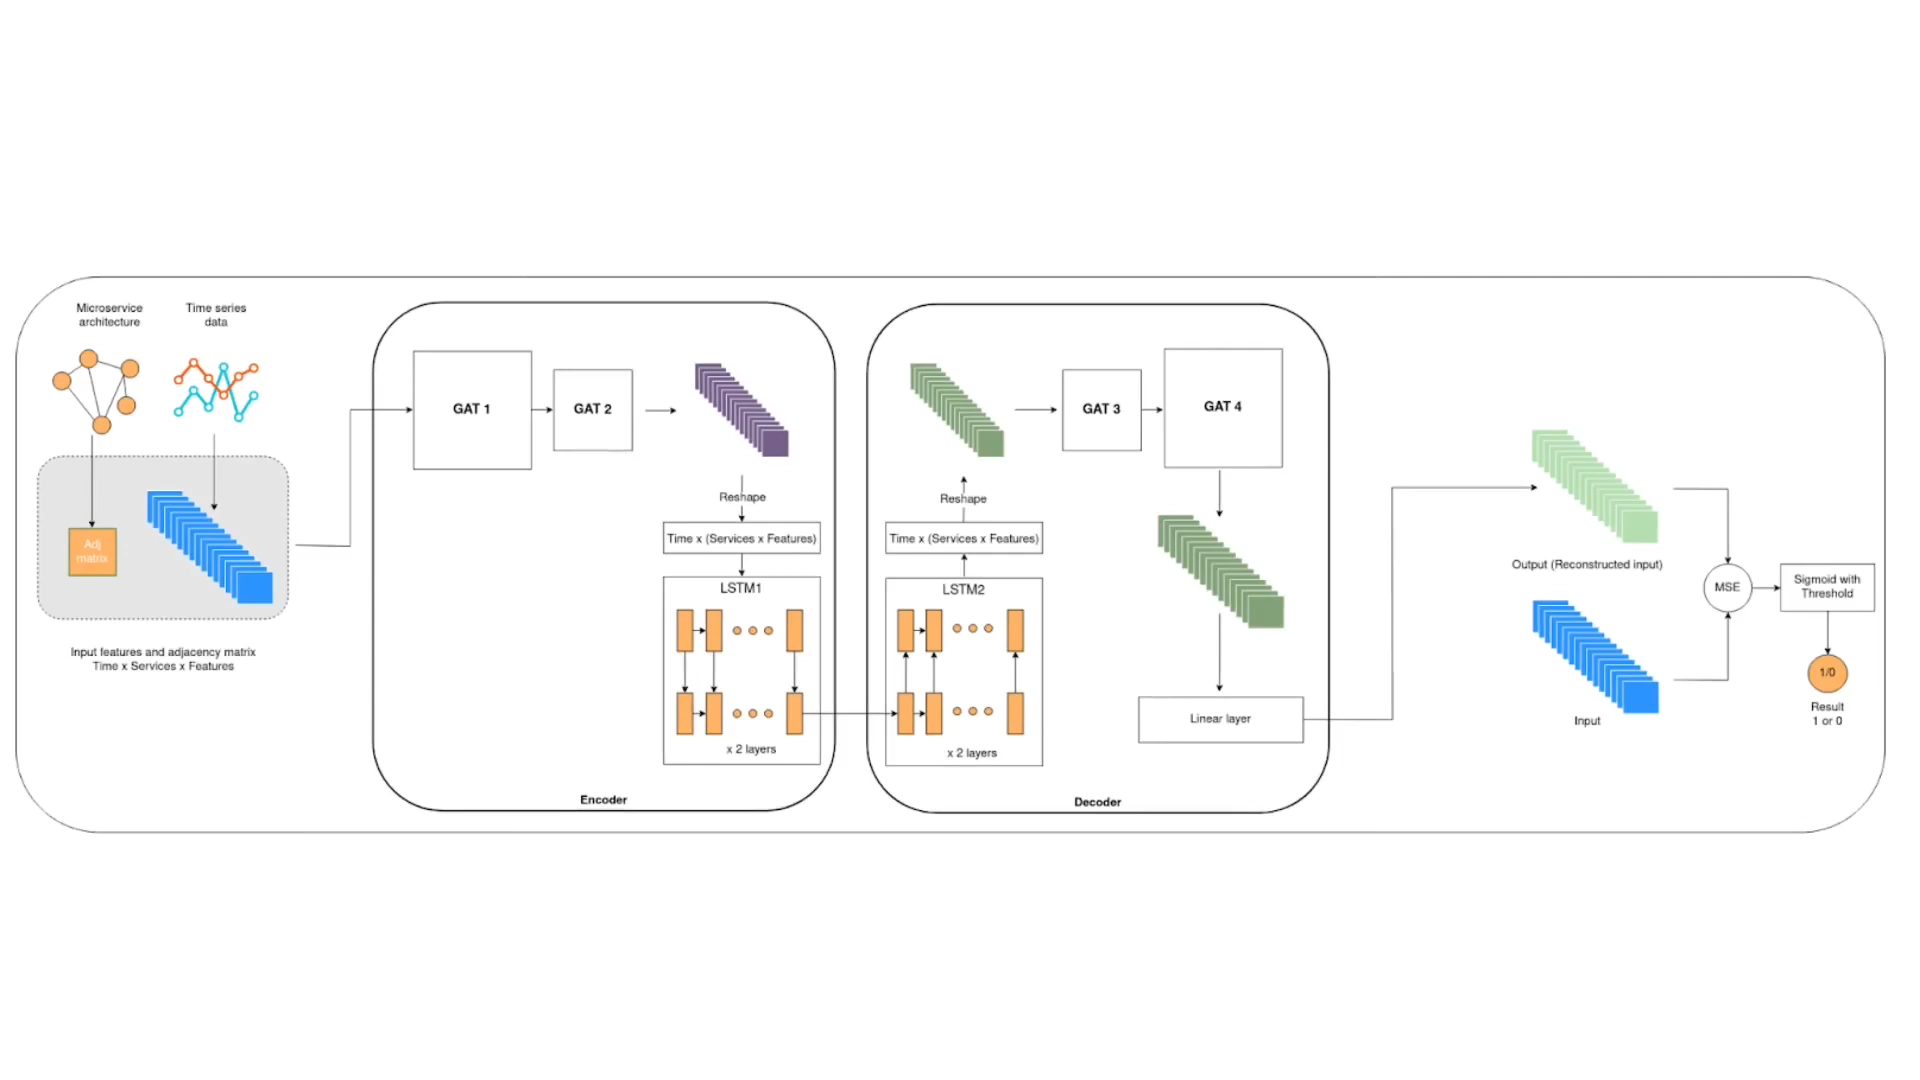 Microservice
architecture
Time series
data
Adj
matrix
Input features and adjacency matrix
Time x Services x Features
GAT 1
GAT 2
Reshape
Time x (Services x Features)
LSTM1
x 2 layers
Encoder
Reshape
Time x (Services x Features)
LSTM2
x 2 layers
GAT 3
GAT 4
Linear layer
Decoder
Output (Reconstructed input)
Input
MSE
Sigmoid with
Threshold
1/0
Result
1 or 0